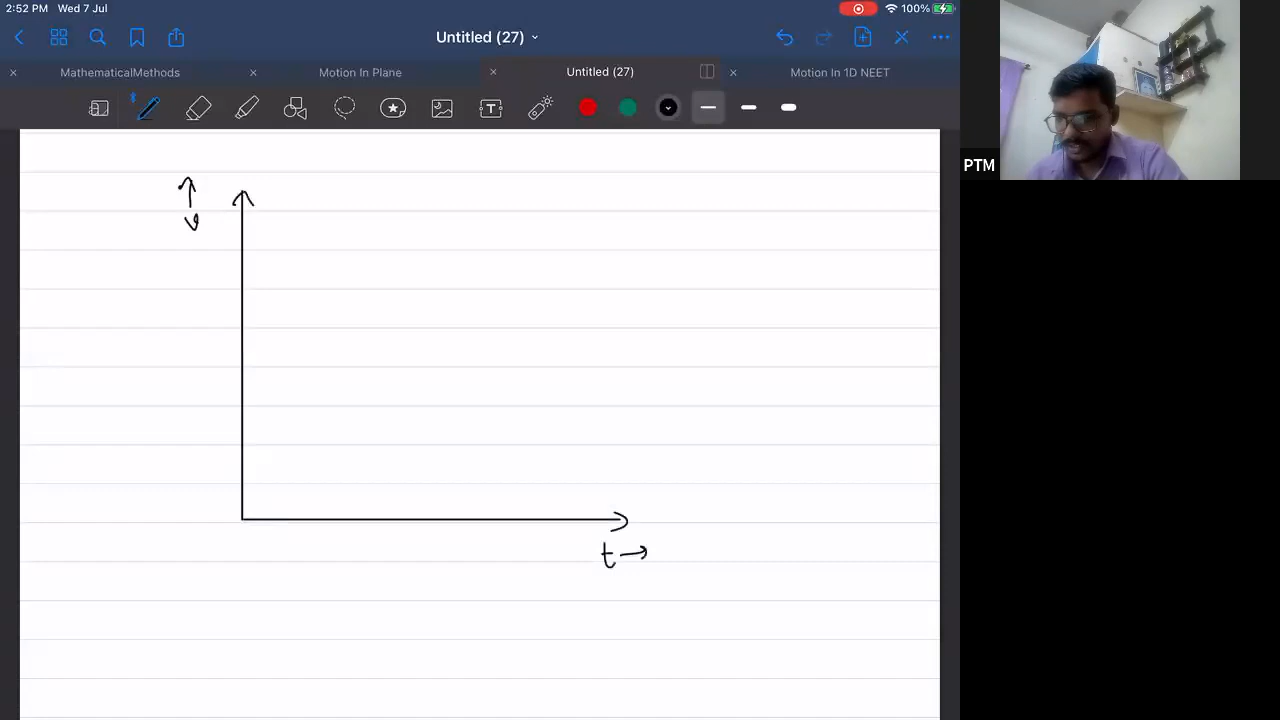 2:52 PM Wed 7 Jul 100%
Untitled (27)
MathematicalMethods Motion In Plane Untitled (27) Motion In 1D NEET
PTM
v
t →